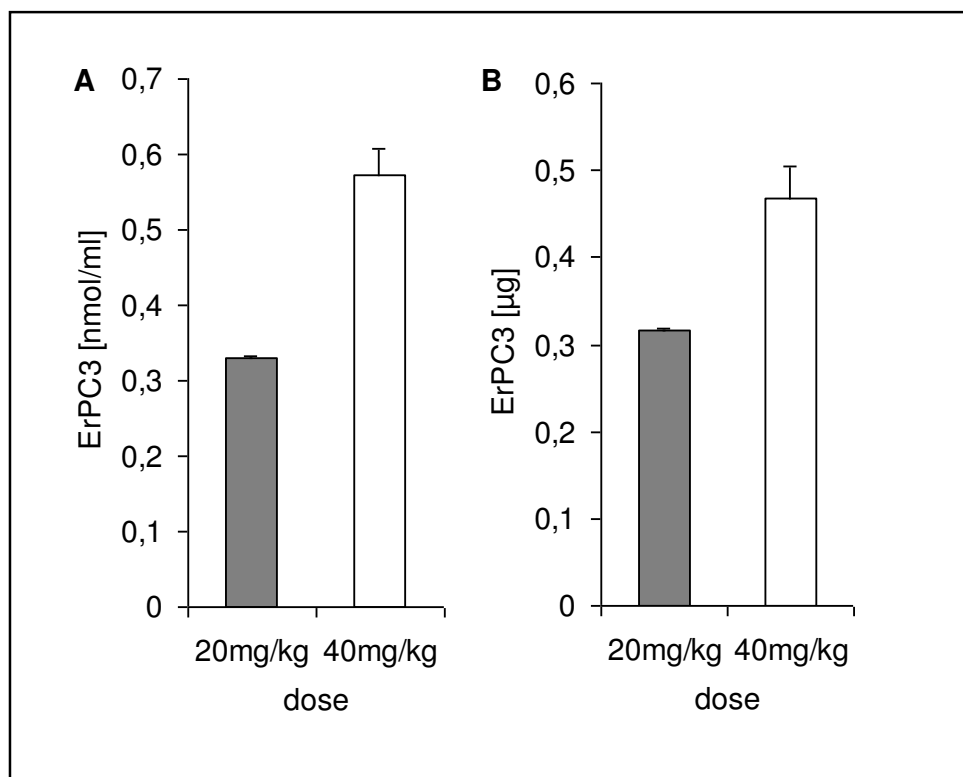 A
0,7
0,6
0,5
0,4
0,3
0,2
0,1
0
ErPC3 [nmol/ml]
20mg/kg 40mg/kg
dose
B
0,6
0,5
0,4
0,3
0,2
0,1
0
ErPC3 [µg]
20mg/kg 40mg/kg
dose